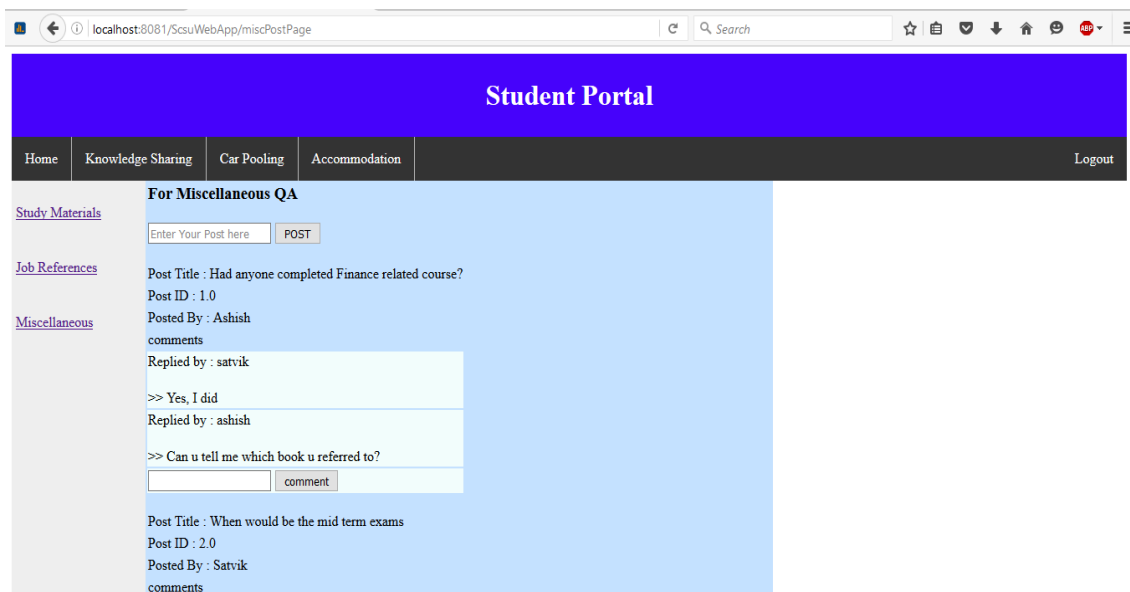 localhost:8081/ScsuWebApp/miscPostPage
Search
ABP
Student Portal
Home Knowledge Sharing Car Pooling Accommodation Logout
Study Materials
Job References
Miscellaneous
For Miscellaneous QA
Enter Your Post here POST
Post Title : Had anyone completed Finance related course?
Post ID : 1.0
Posted By : Ashish
comments
Replied by : satvik
>> Yes, I did
Replied by : ashish
>> Can u tell me which book u referred to?
comment
Post Title : When would be the mid term exams
Post ID : 2.0
Posted By : Satvik
comments